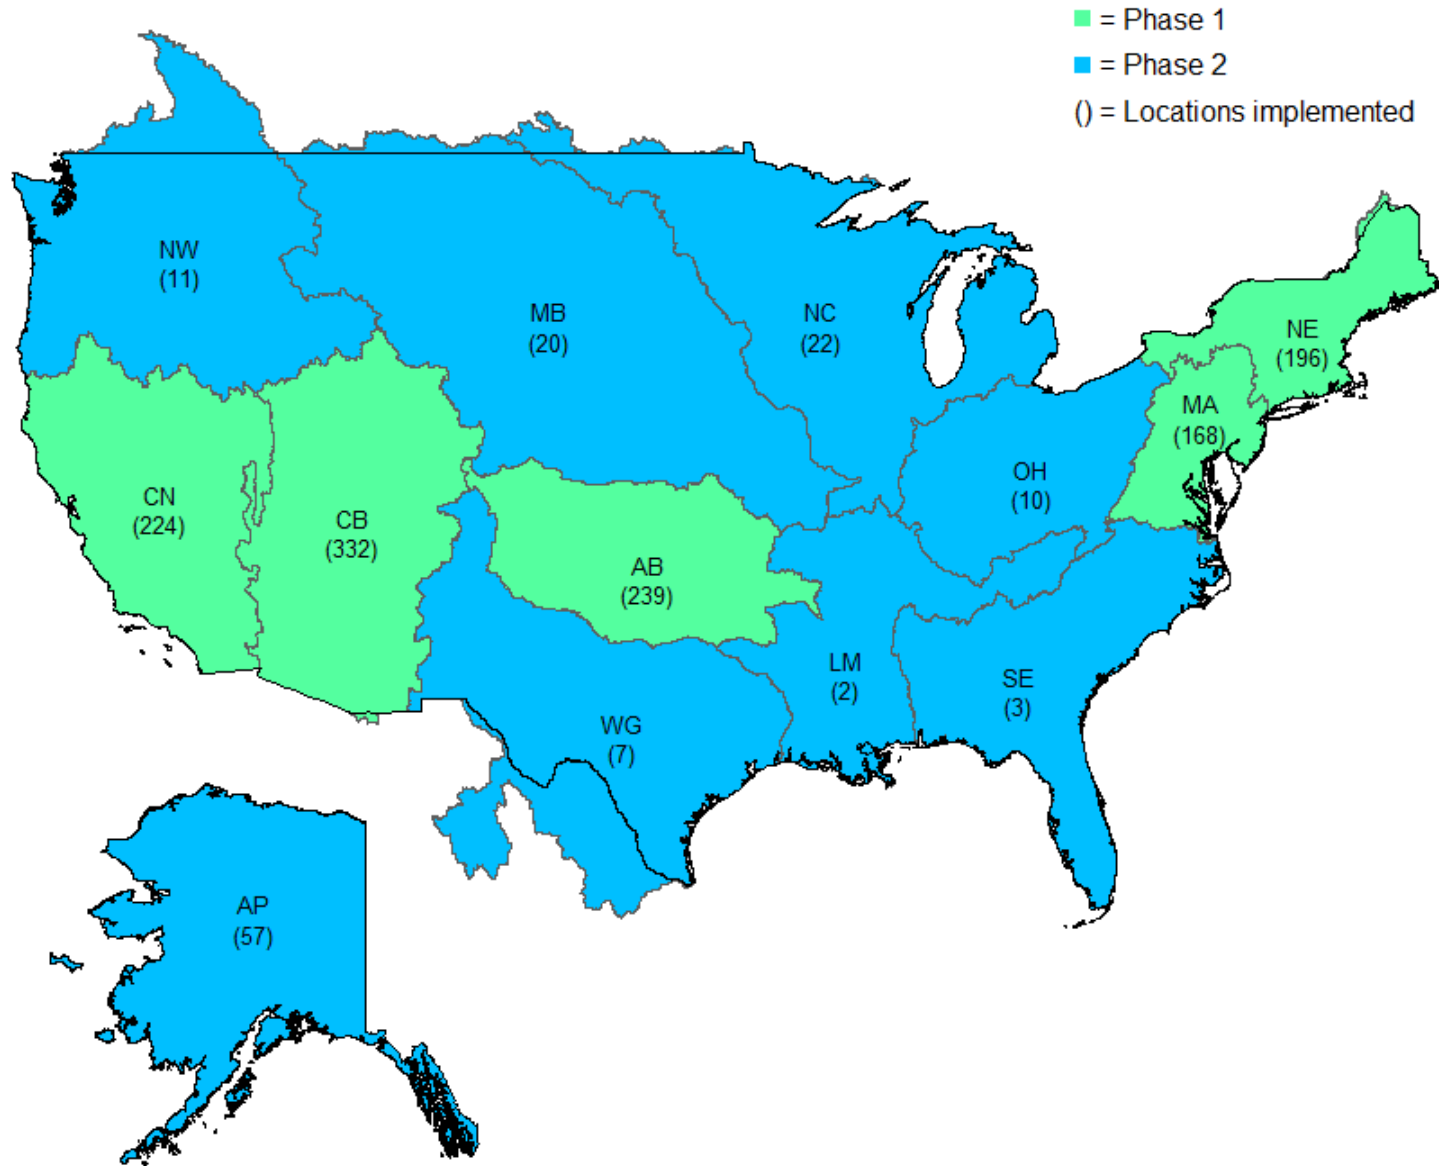 = Phase 1
= Phase 2
() = Locations implemented
NW
(11)
MB
(20)
NC
(22)
NE
(196)
MA
(168)
OH
(10)
CN
(224)
CB
(332)
AB
(239)
LM
(2)
SE
(3)
WG
(7)
AP
(57)